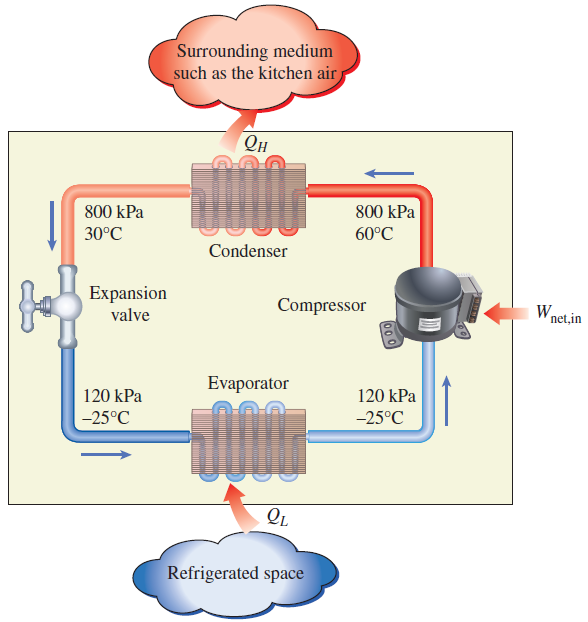 Surrounding medium
such as the kitchen air
QH
800 kPa
30°C
800 kPa
60°C
Condenser
Expansion
valve
Compressor
Wnet,in
Evaporator
120 kPa
–25°C
120 kPa
–25°C
QL
Refrigerated space